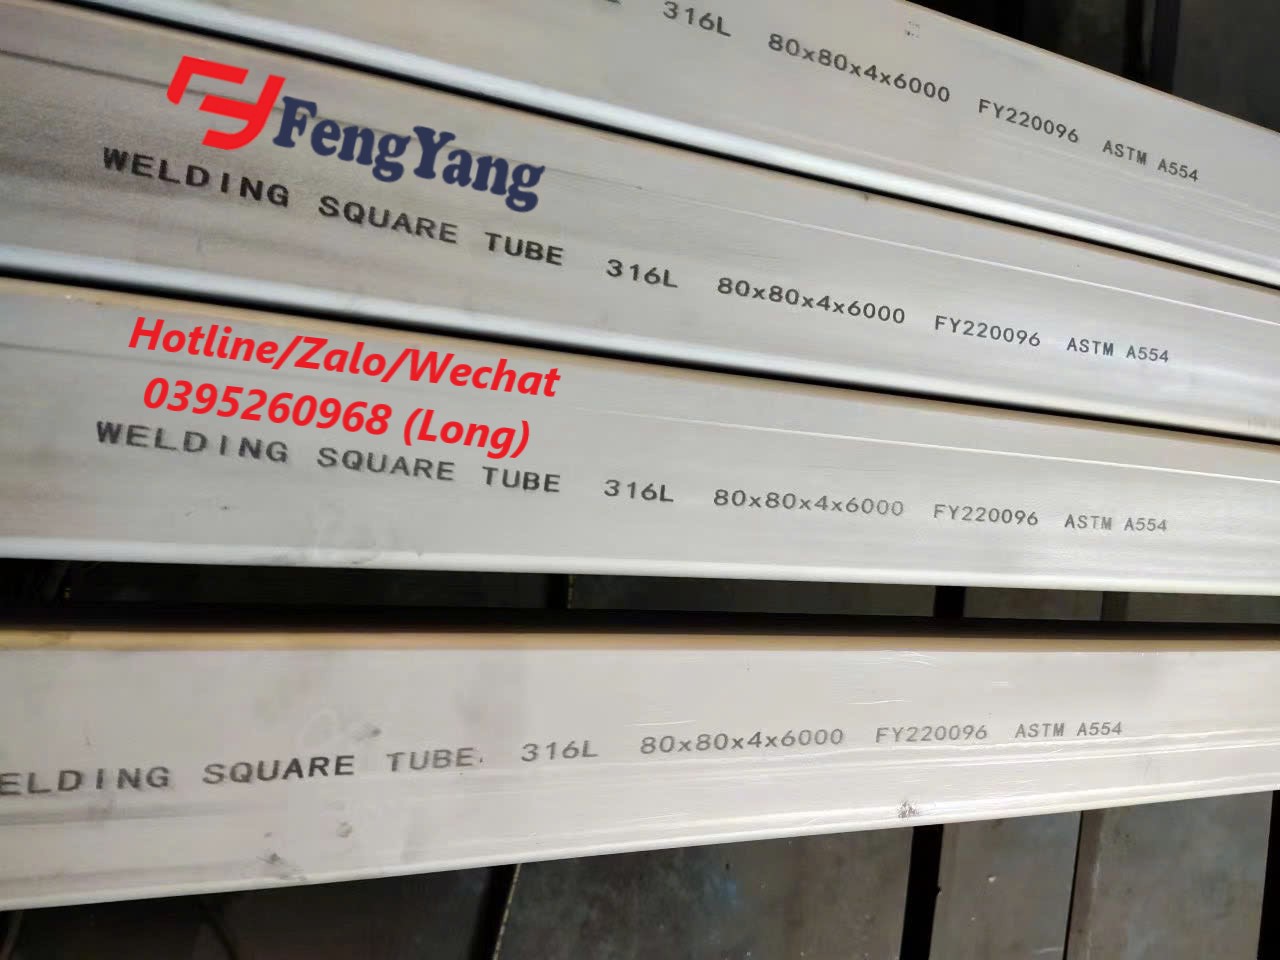 316L 80x80x4x6000 FY220096 ASTM A554
FengYang
WELDING SQUARE TUBE 316L 80x80x4x6000 FY220096 ASTM A554
Hotline/Zalo/Wechat
0395260968 (Long)
WELDING SQUARE TUBE 316L 80x80x4x6000 FY220096 ASTM A554
ELDING SQUARE TUBE. 316L 80x80x4x6000 FY220096 ASTM A554